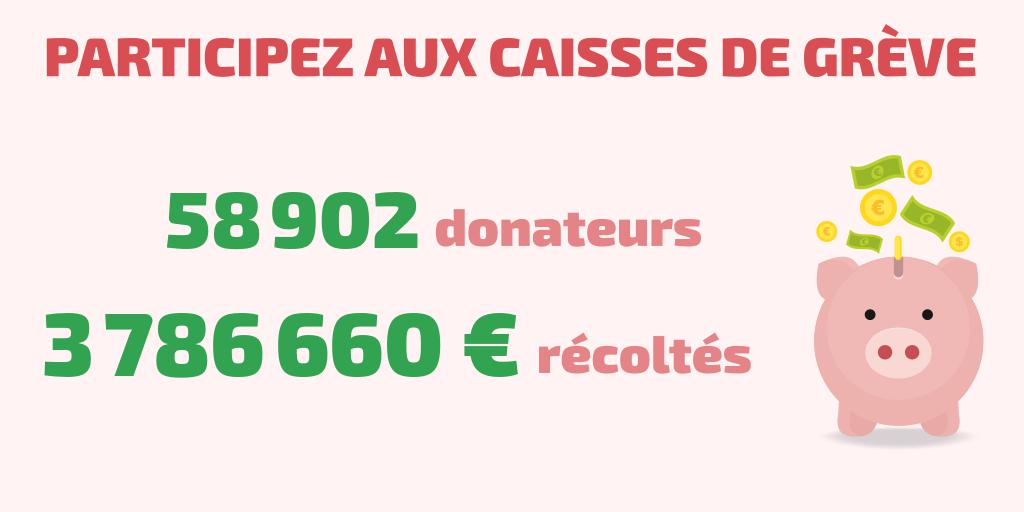 PARTICIPEZ AUX CAISSES DE GRÈVE
58 902 donateurs
3 786 660 € récoltés